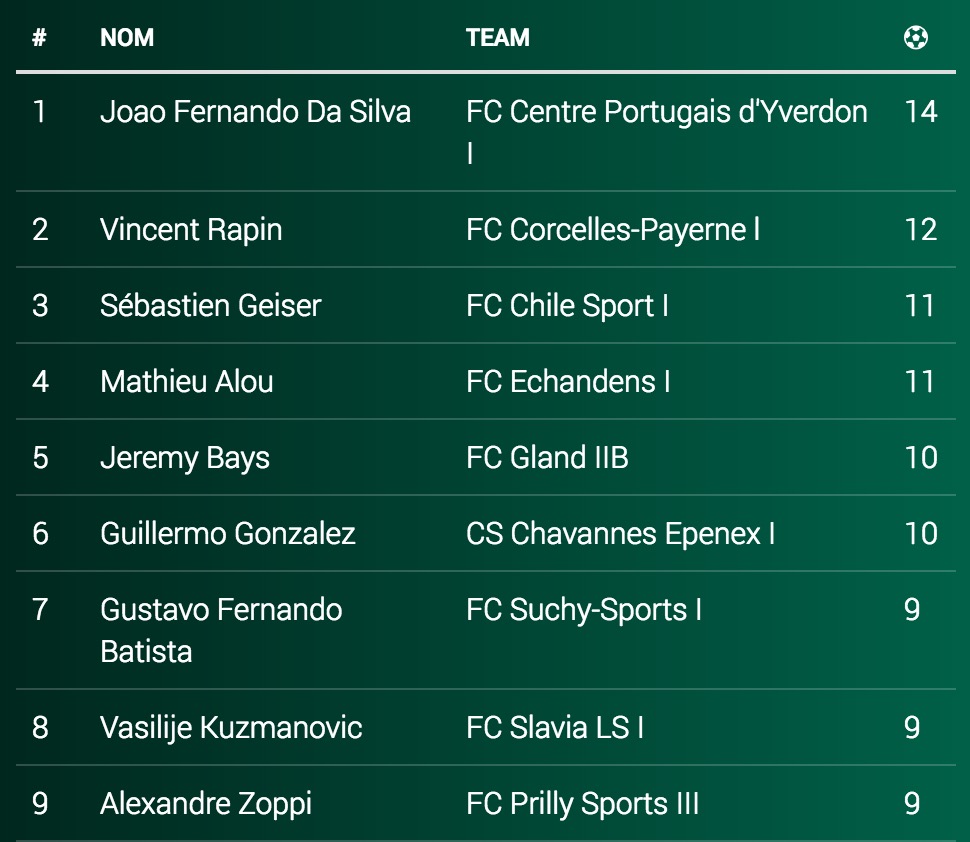 # NOM TEAM
1 Joao Fernando Da Silva FC Centre Portugais d'Yverdon 14
I
2 Vincent Rapin FC Corcelles-Payerne I 12
3 Sébastien Geiser FC Chile Sport I 11
4 Mathieu Alou FC Echandens I 11
5 Jeremy Bays FC Gland IIB 10
6 Guillermo Gonzalez CS Chavannes Epenex I 10
7 Gustavo Fernando FC Suchy-Sports I 9
Batista
8 Vasilije Kuzmanovic FC Slavia LS I 9
9 Alexandre Zoppi FC Prilly Sports III 9